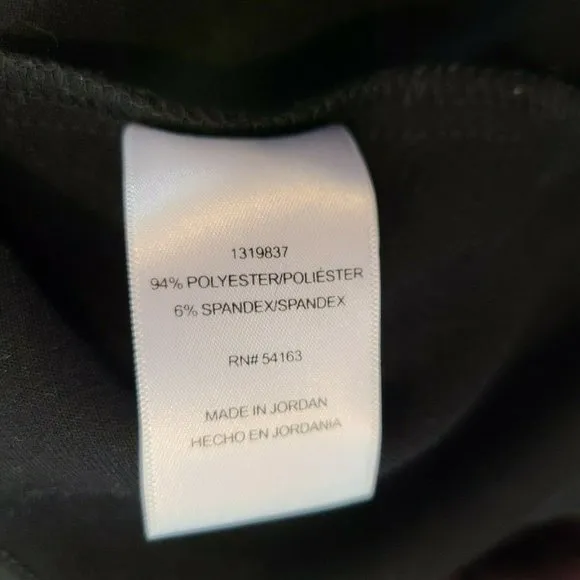 1319837
94% POLYESTER/POLIÉSTER
6% SPANDEX/SPANDEX
RN# 54163
MADE IN JORDAN
HECHO EN JORDANIA